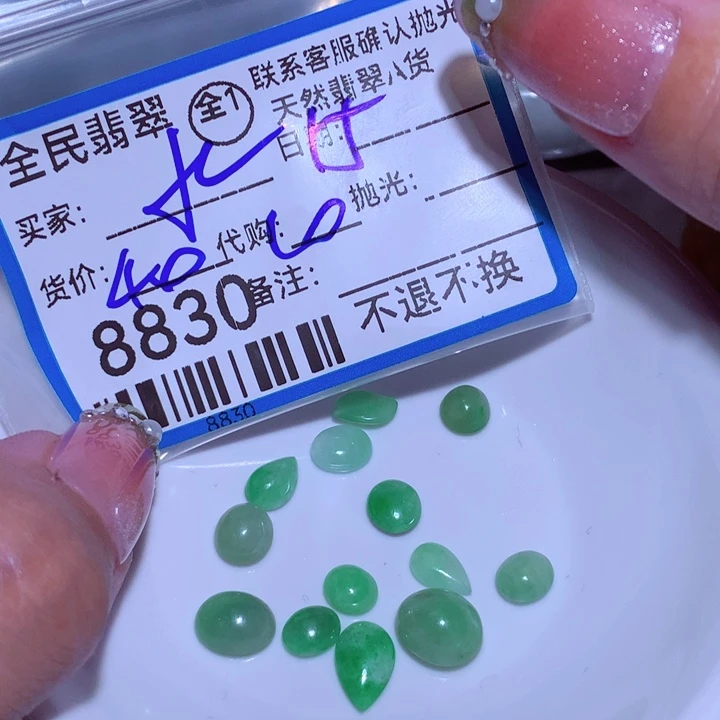 联系客服确认抛光
全民翡翠 全1 天然翡翠A货
日期:
买家:
货价: 40 代购: 6 抛光:
8830 备注:
不退不换
8830